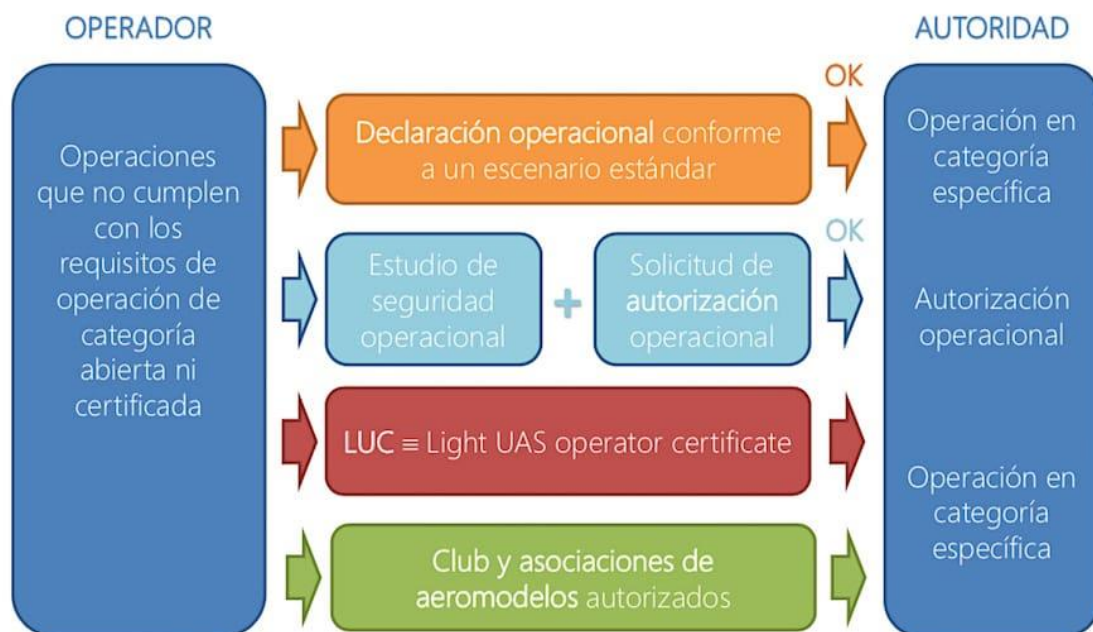 OPERADOR
AUTORIDAD
Operaciones
que no cumplen
con los
requisitos de
operación de
categoría
abierta ni
certificada
OK
Declaración operacional conforme
a un escenario estándar
OK
Estudio de
seguridad
operacional
+
Solicitud de
autorización
operacional
LUC ≡ Light UAS operator certificate
Club y asociaciones de
aeromodelos autorizados
Operación en
categoría
específica
Autorización
operacional
Operación en
categoría
específica